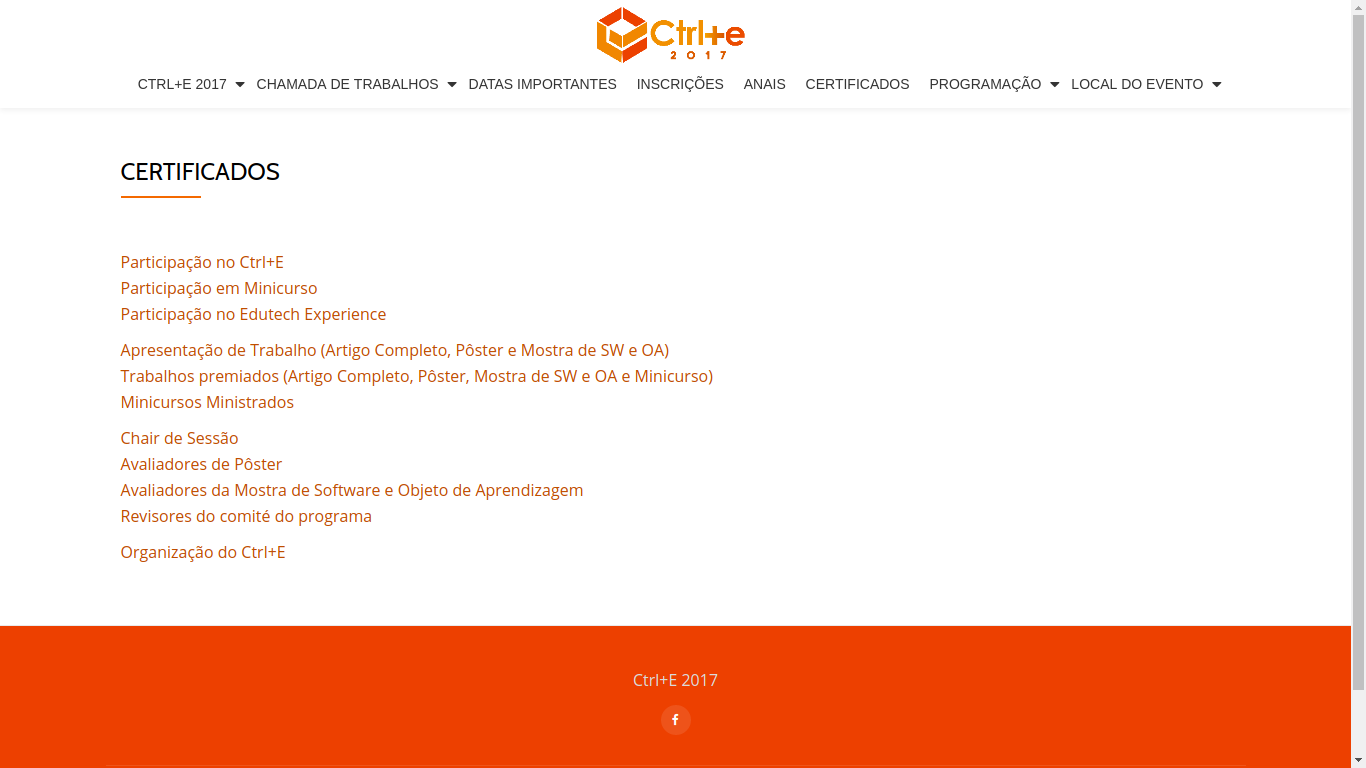 Ctrl+e
2017
CTRL+E 2017 CHAMADA DE TRABALHOS DATAS IMPORTANTES INSCRIÇÕES ANAIS CERTIFICADOS PROGRAMAÇÃO LOCAL DO EVENTO
CERTIFICADOS
Participação no Ctrl+E
Participação em Minicurso
Participação no Edutech Experience
Apresentação de Trabalho (Artigo Completo, Pôster e Mostra de SW e OA)
Trabalhos premiados (Artigo Completo, Pôster, Mostra de SW e OA e Minicurso)
Minicursos Ministrados
Chair de Sessão
Avaliadores de Pôster
Avaliadores da Mostra de Software e Objeto de Aprendizagem
Revisores do comité do programa
Organização do Ctrl+E
Ctrl+E 2017